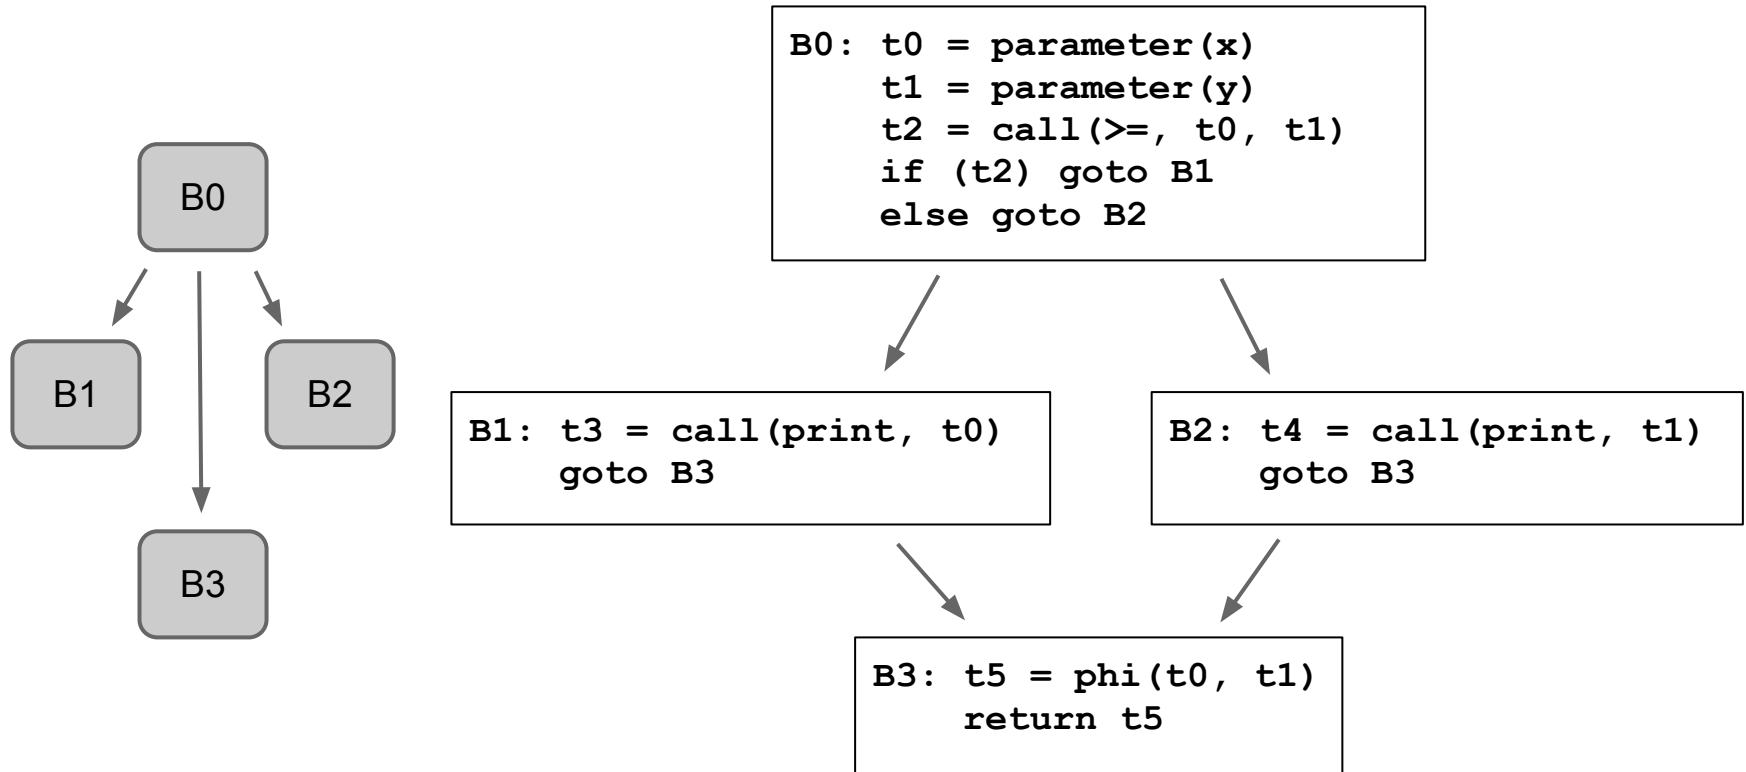 B0
B1
B2
B3
B0: t0 = parameter(x)
t1 = parameter(y)
t2 = call(>=, t0, t1)
if (t2) goto B1
else goto B2
B1: t3 = call(print, t0)
goto B3
B2: t4 = call(print, t1)
goto B3
B3: t5 = phi(t0, t1)
return t5